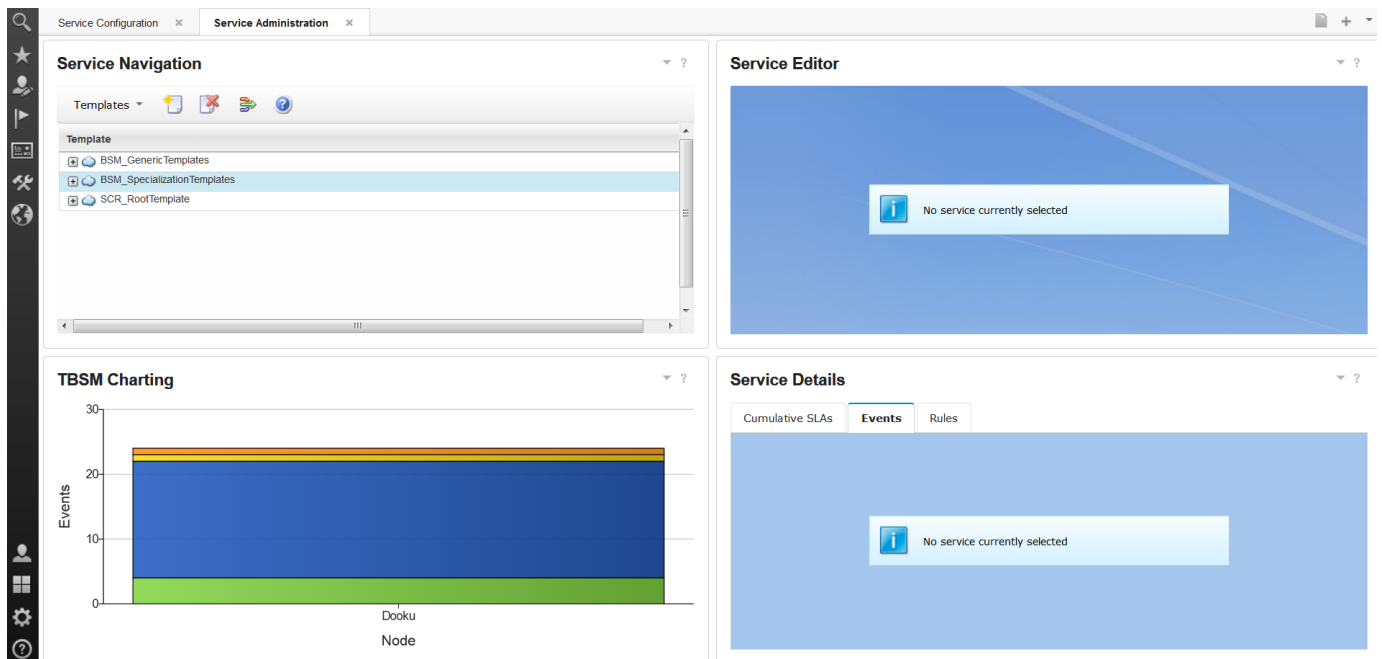 Service Configuration ×
Service Administration ×
Service Navigation ?
Templates
Template
BSM_GenericTemplates
BSM_SpecializationTemplates
SCR_RootTemplate
Service Editor ?
No service currently selected
TBSM Charting ?
30
20
10
0
Events
Dooku
Node
Service Details ?
Cumulative SLAs Events Rules
No service currently selected